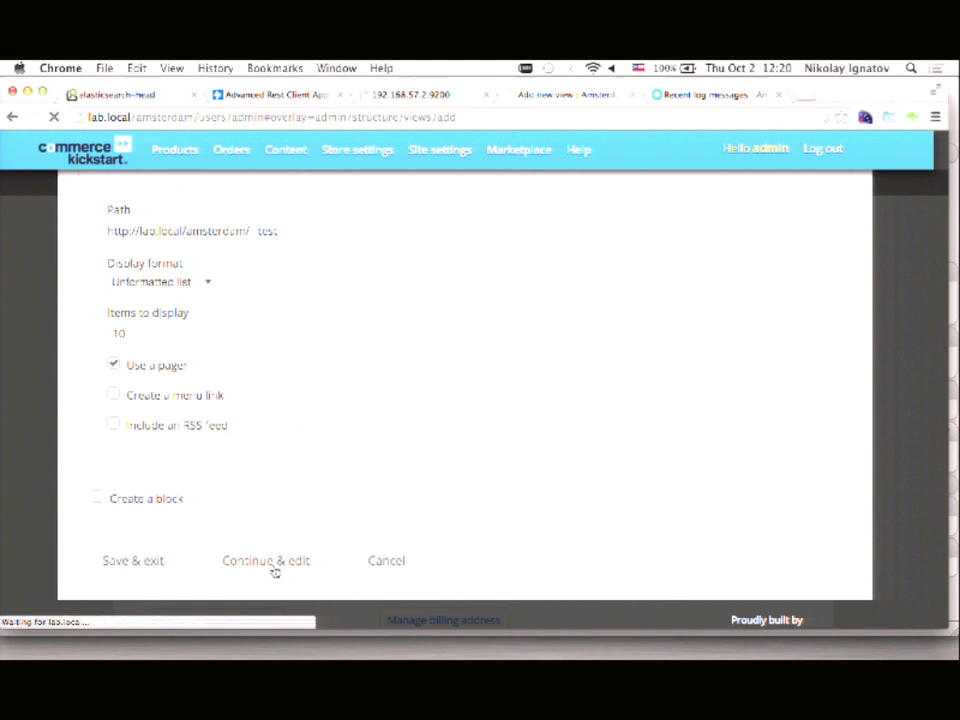 Chrome File Edit View History Bookmarks Window Help 100% Thu Oct 2 12:20 Nikolay Ignatov
elasticsearch-head Advanced Rest Client App 192.168.57.2:9200 Add new view | Amsterd Recent log messages
lab.local/amsterdam/users/admin#overlay=admin/structure/views/add
commerce kickstart. Products Orders Content Store settings Site settings Marketplace Help Hello admin Log out
Path
http://lab.local/amsterdam/ test
Display format
Unformatted list
Items to display
10
Use a pager
Create a menu link
Include an RSS feed
Create a block
Save & exit Continue & edit Cancel
Waiting for lab.loca... Manage billing address Proudly built by